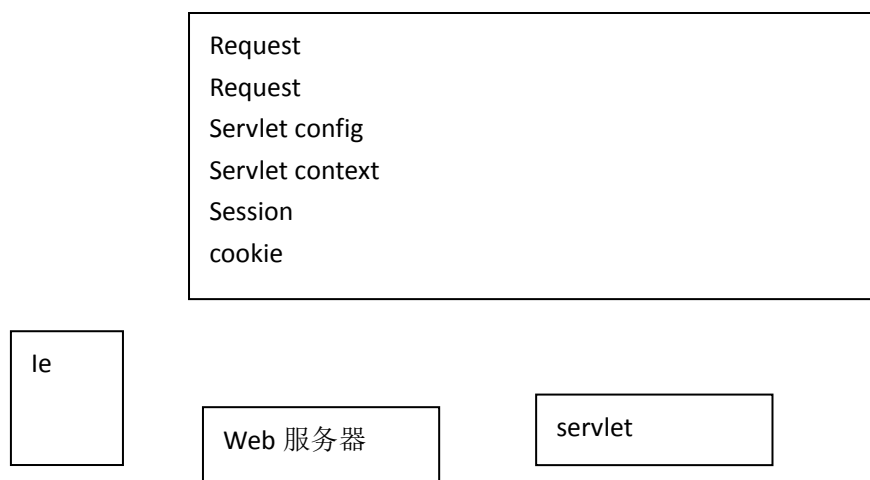 Request
Request
Servlet config
Servlet context
Session
cookie
Ie
Web 服务器
servlet